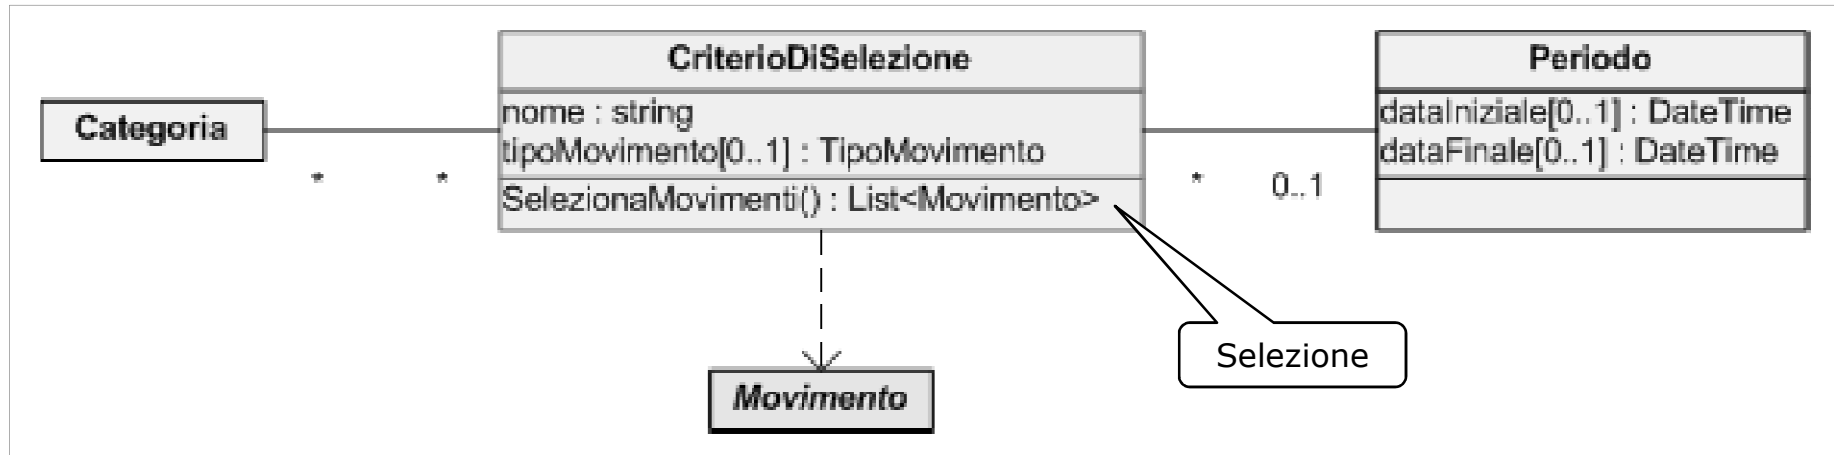 Categoria
* *
CriterioDiSelezione
nome : string
tipoMovimento[0..1] : TipoMovimento
SelezionaMovimenti() : List<Movimento>
* 0..1
Periodo
dataIniziale[0..1] : DateTime
dataFinale[0..1] : DateTime
Selezione
Movimento